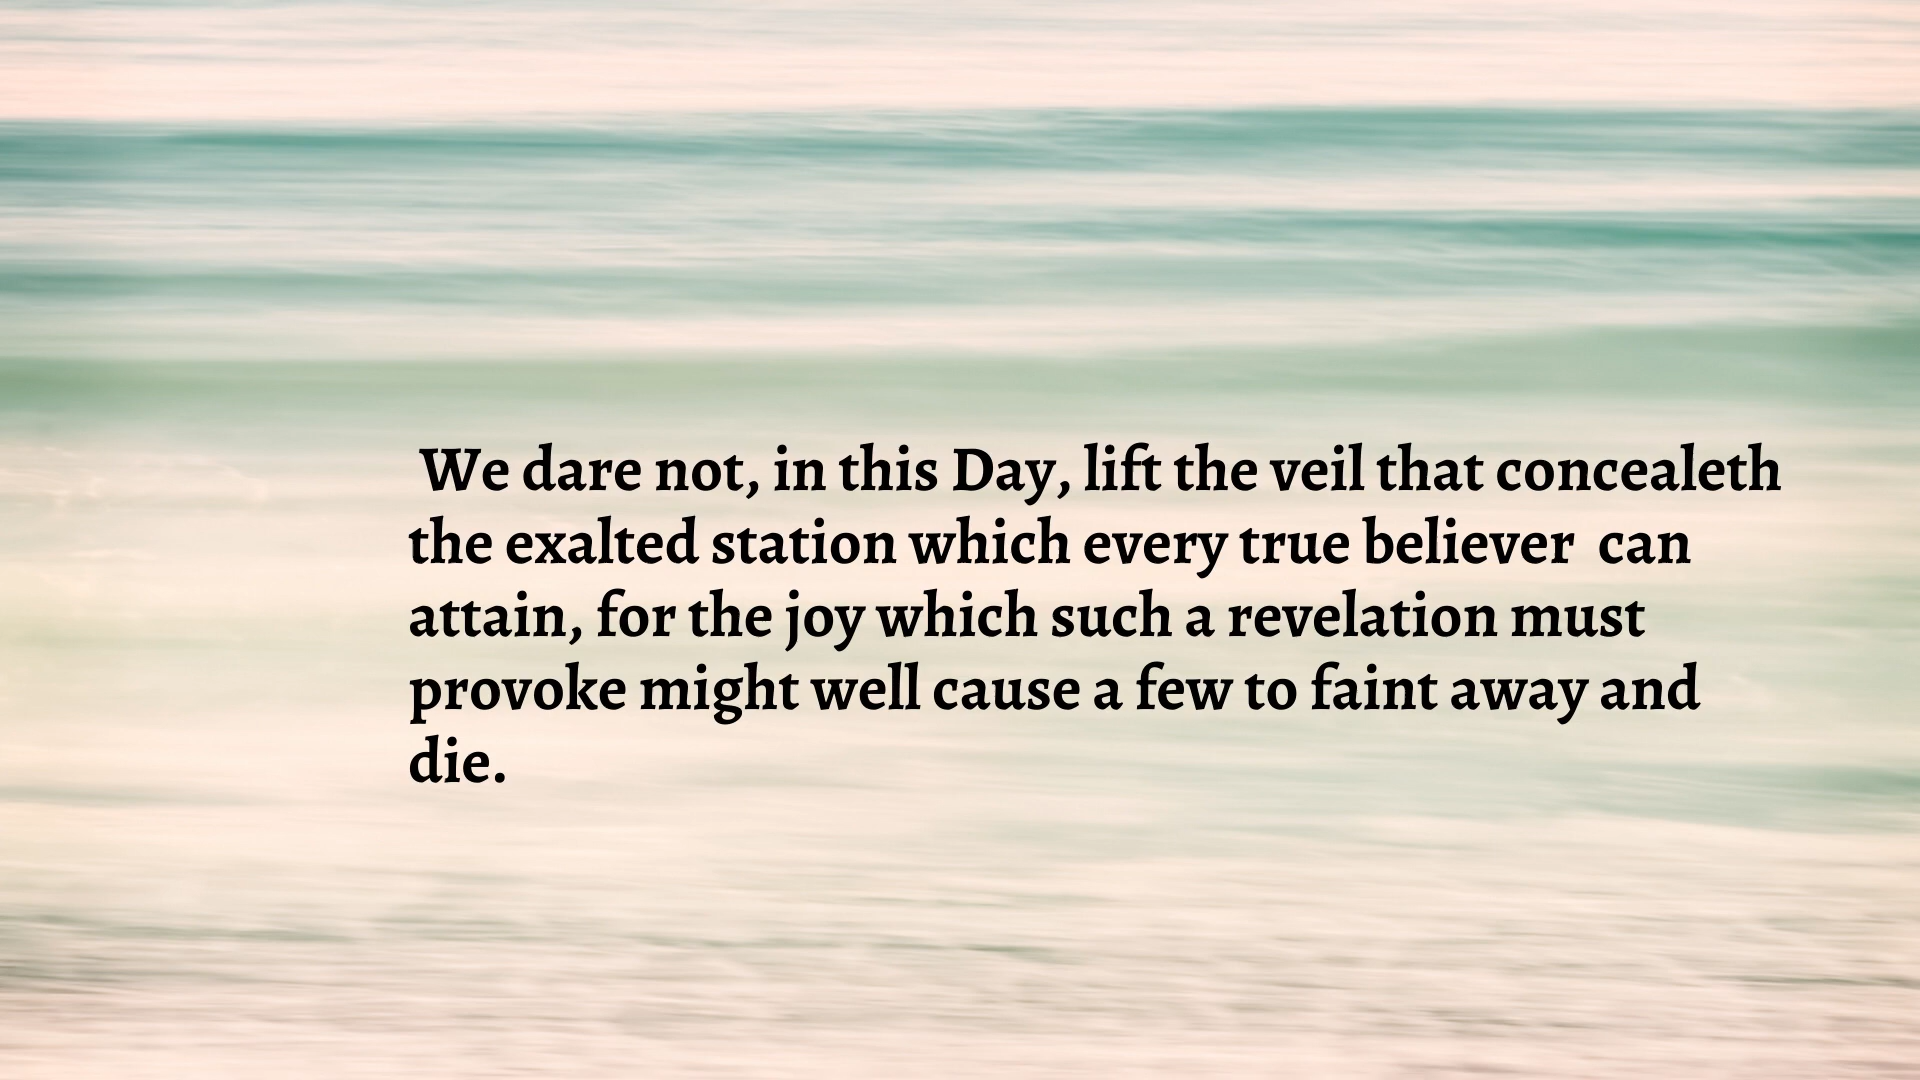 We dare not, in this Day, lift the veil that concealeth
the exalted station which every true believer  can
attain, for the joy which such a revelation must
provoke might well cause a few to faint away and
die.